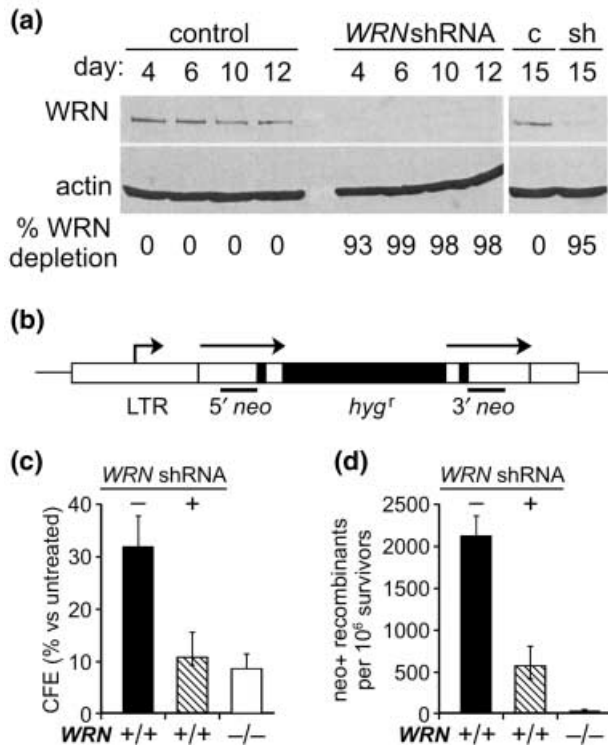 (a)
control WRN shRNA c sh
day: 4 6 10 12 4 6 10 12 15 15
WRN
actin
% WRN
depletion 0 0 0 0 93 99 98 98 0 95
(b)
LTR 5′ neo hygʳ 3′ neo
(c)
WRN shRNA
– +
CFE (% vs untreated)
40
30
20
10
0
WRN +/+ +/+ –/–
(d)
WRN shRNA
– +
neo+ recombinants
per 10⁶ survivors
2500
2000
1500
1000
500
0
WRN +/+ +/+ –/–